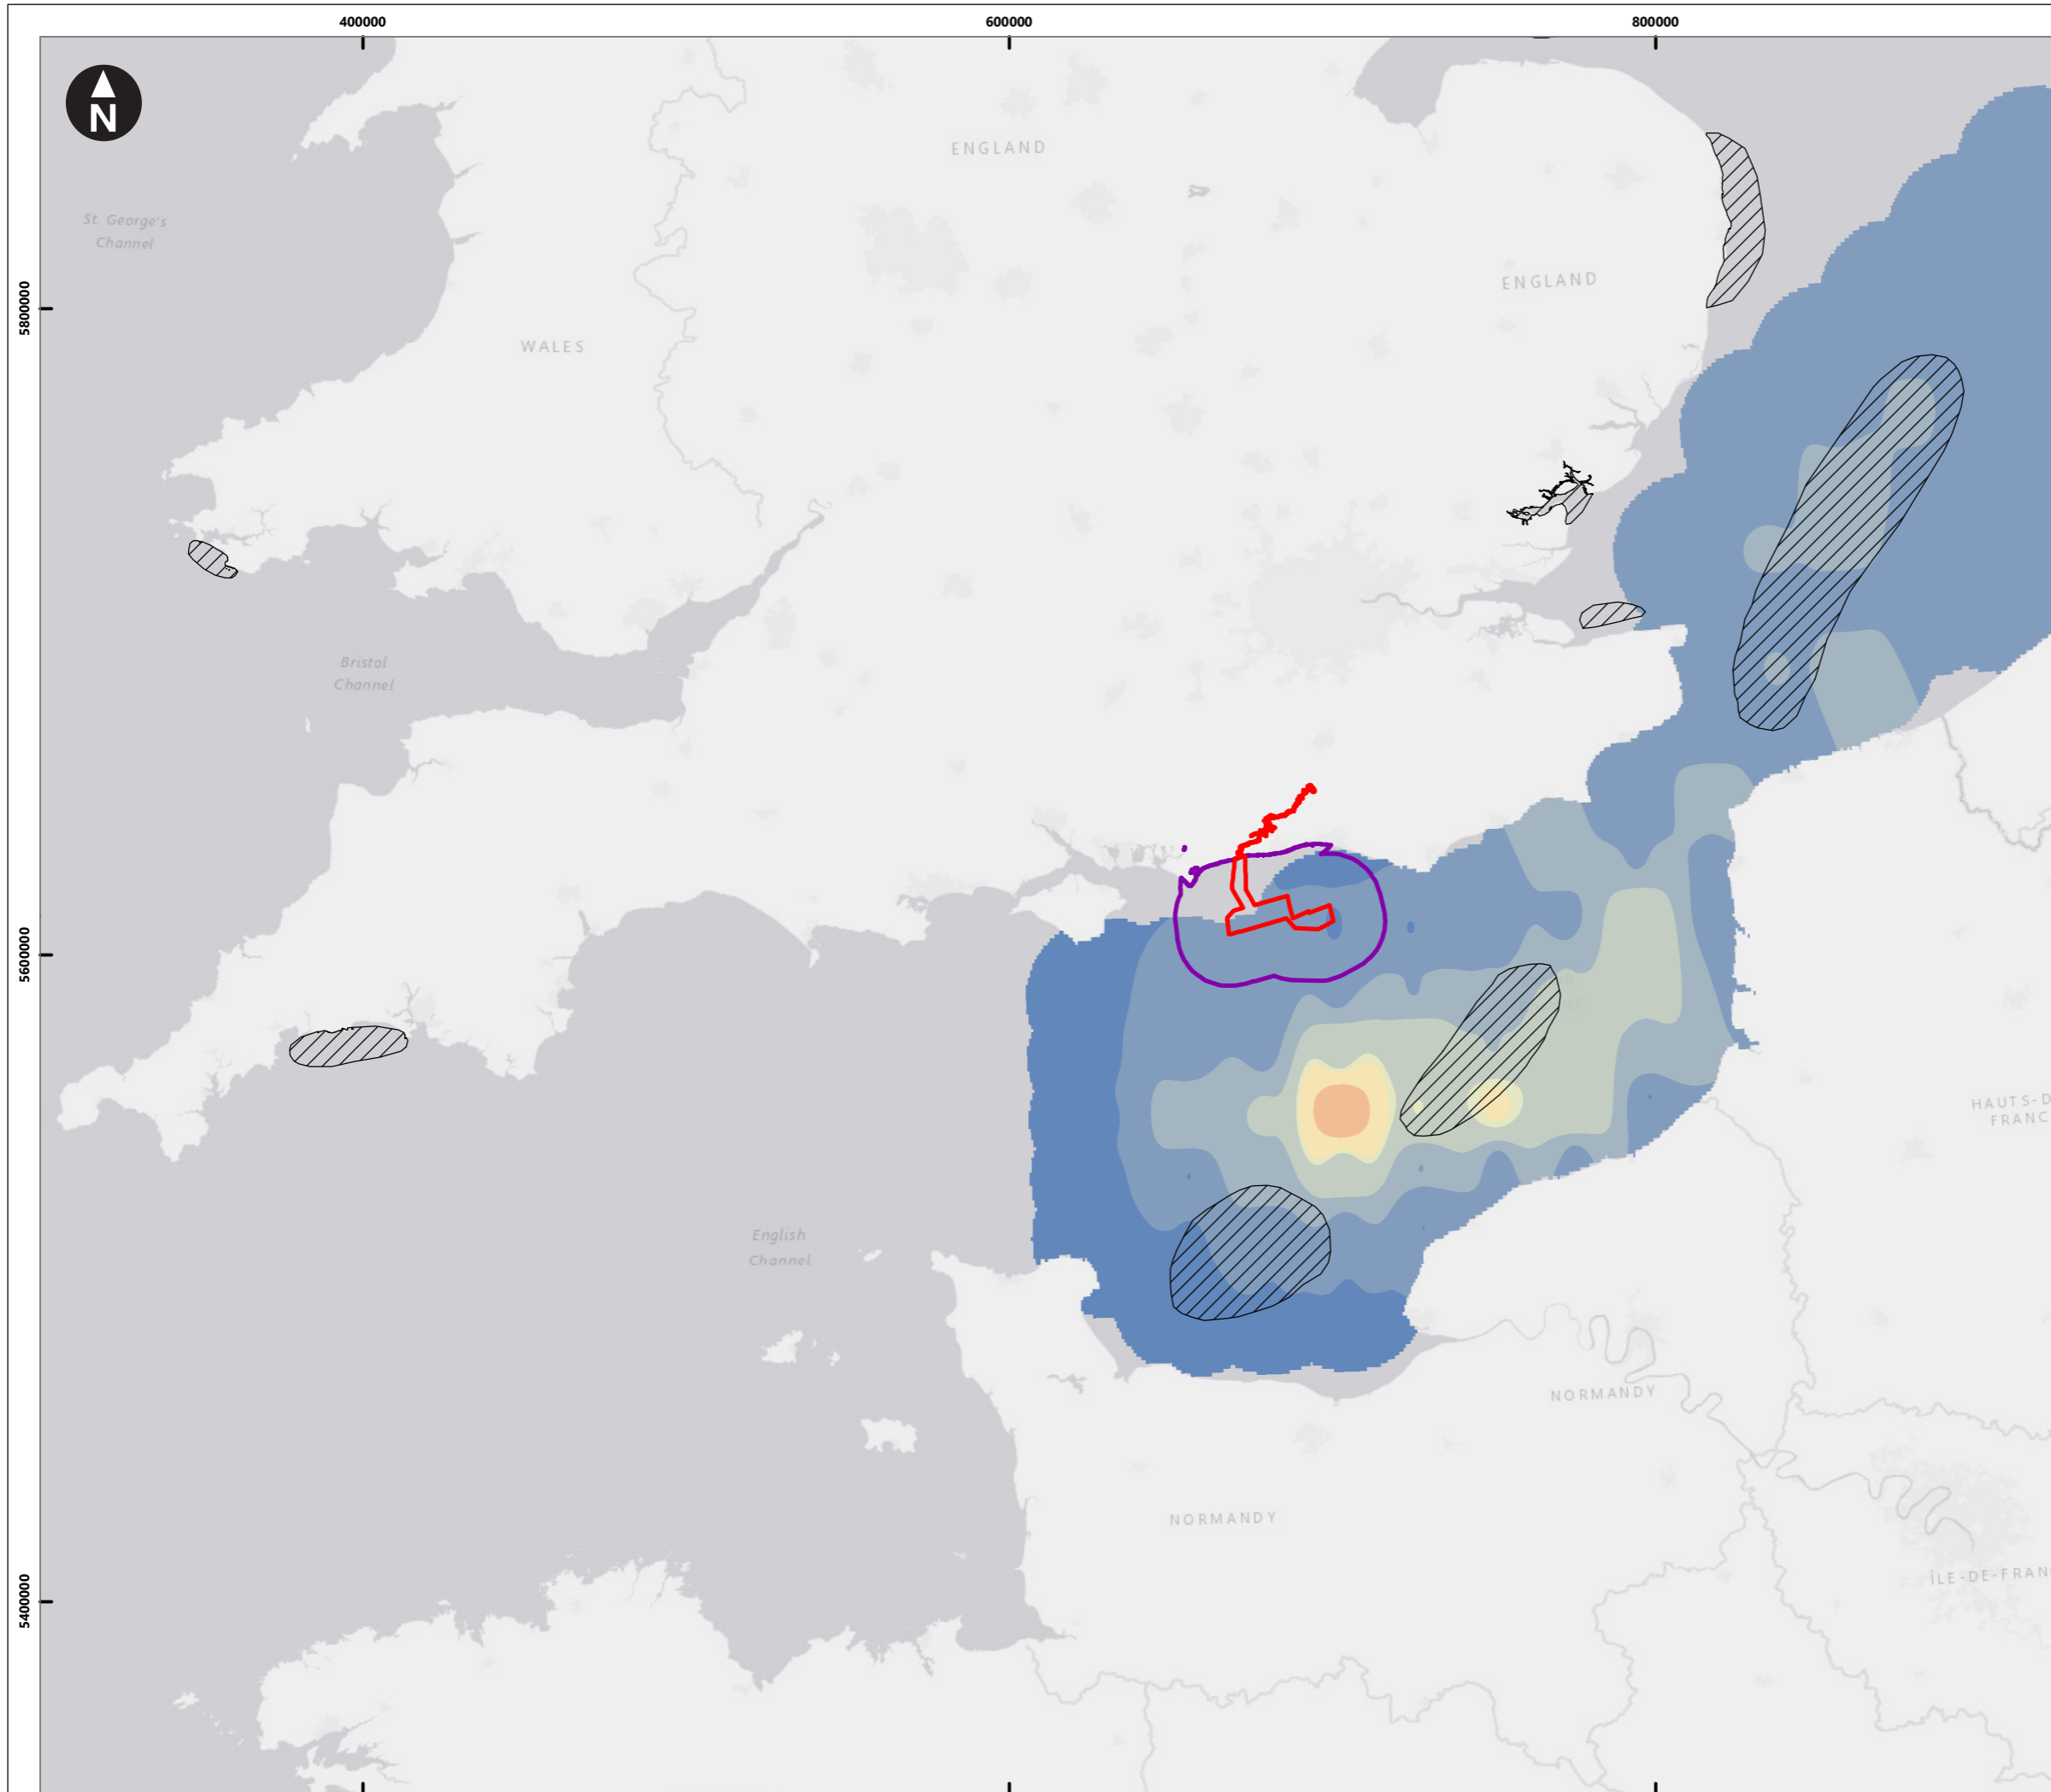 400000
600000
800000
N
ENGLAND
St. George's
Channel
ENGLAND
5800000
WALES
Bristol
Channel
5600000
HAUTS-D
FRANC
English
Channel
NORMANDY
NORMANDY
5400000
ÎLE-DE-FRAN